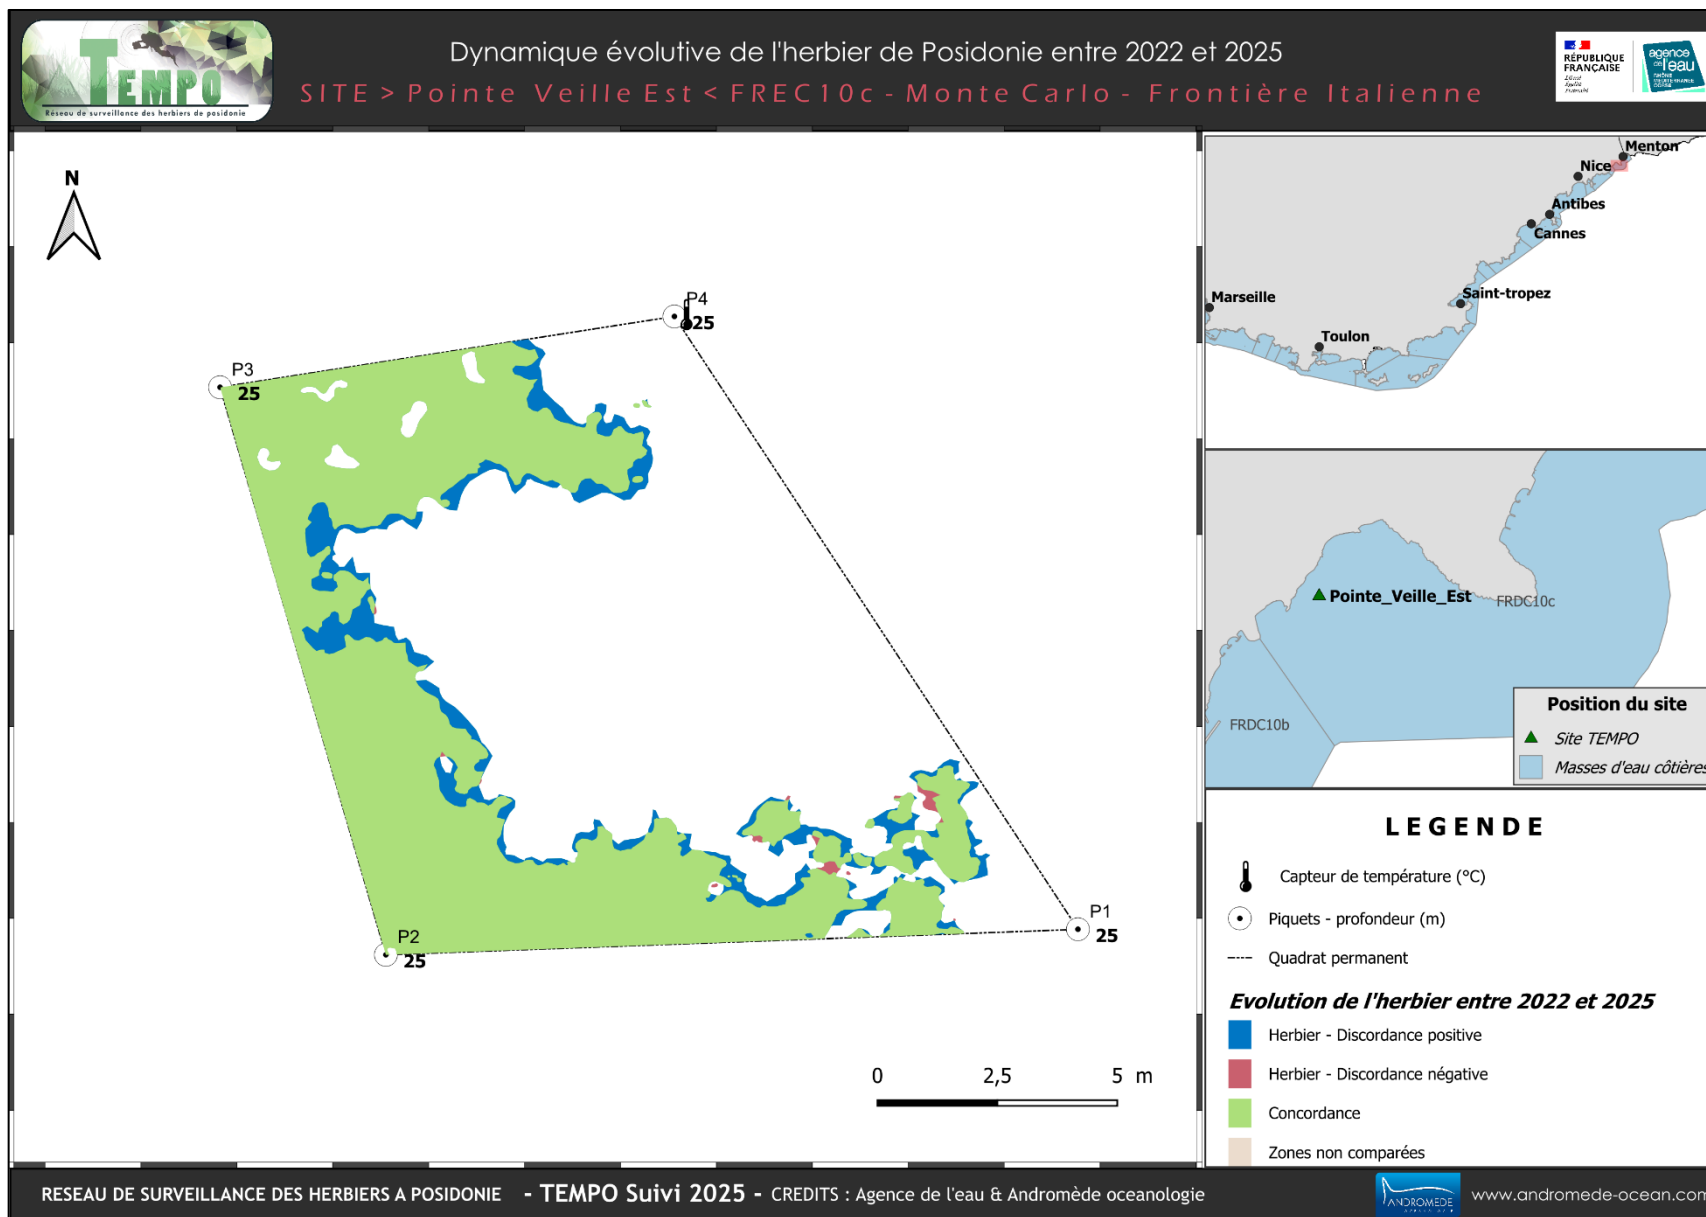 TEMPO
Réseau de surveillance des herbiers de posidonie
Dynamique évolutive de l'herbier de Posidonie entre 2022 et 2025
SITE > Pointe Veille Est < FREC10c - Monte Carlo - Frontière Italienne
RÉPUBLIQUE
FRANÇAISE
Liberté
Égalité
Fraternité
agence
de l'eau
N
P4
25
P3
25
P2
25
P1
25
0 2,5 5 m
Menton
Nice
Antibes
Cannes
Saint-tropez
Marseille
Toulon
Pointe_Veille_Est
FRDC10c
FRDC10b
Position du site
Site TEMPO
Masses d'eau côtières
LEGENDE
Capteur de température (°C)
Piquets - profondeur (m)
Quadrat permanent
Evolution de l'herbier entre 2022 et 2025
Herbier - Discordance positive
Herbier - Discordance négative
Concordance
Zones non comparées
RESEAU DE SURVEILLANCE DES HERBIERS A POSIDONIE - TEMPO Suivi 2025 - CREDITS : Agence de l'eau & Andromède oceanologie
ANDROMEDE
www.andromede-ocean.com